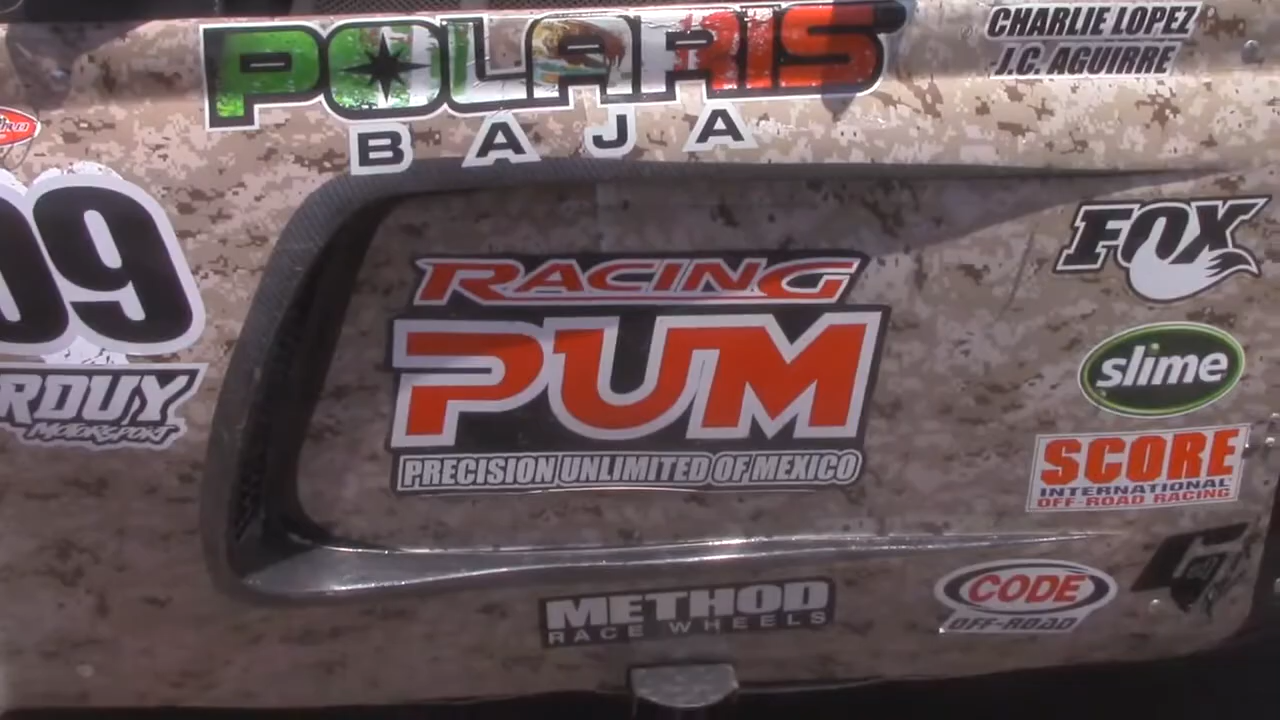 POLARIS
BAJA
CHARLIE LOPEZ
J.C. AGUIRRE
09
RDUY
MOTORSPORT
RACING
PUM
PRECISION UNLIMITED OF MEXICO
FOX
slime
SCORE
INTERNATIONAL
OFF-ROAD RACING
METHOD
RACE WHEELS
CODE
OFF-ROAD